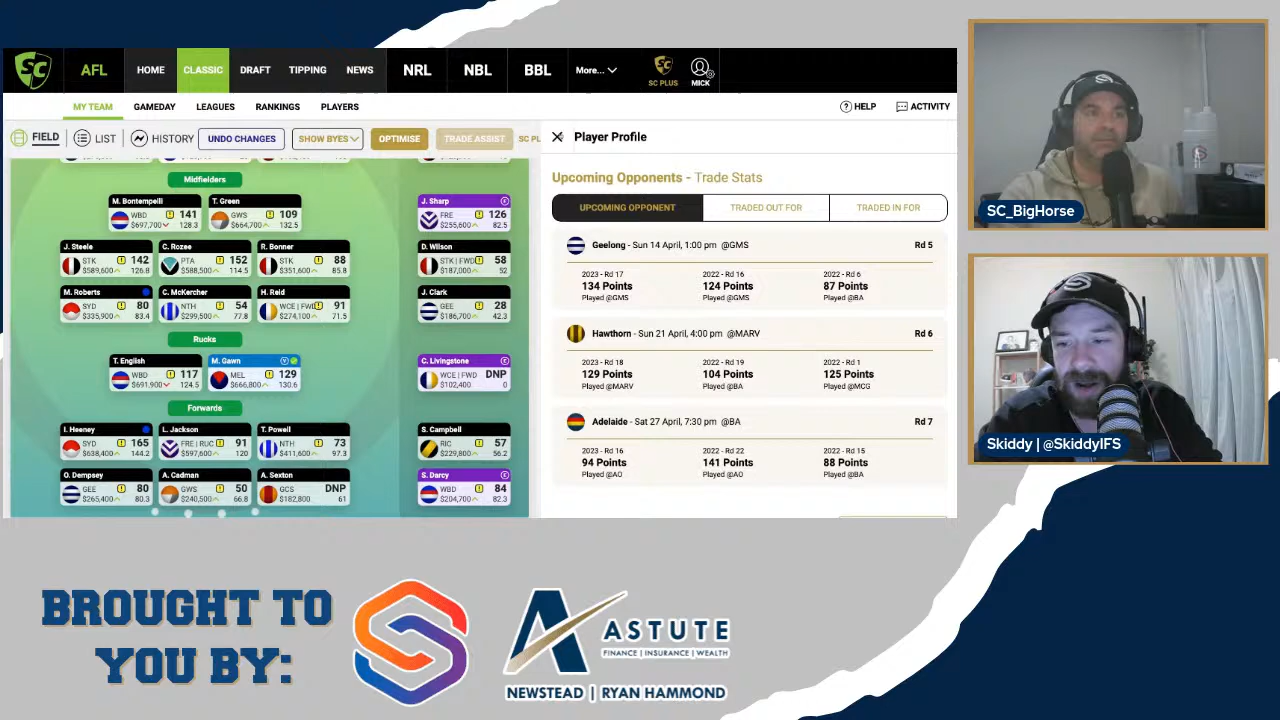 SC AFL HOME CLASSIC DRAFT TIPPING NEWS NRL NBL BBL More... SC PLUS MICK
MY TEAM GAMEDAY LEAGUES RANKINGS PLAYERS HELP ACTIVITY
FIELD LIST HISTORY UNDO CHANGES SHOW BYES OPTIMISE TRADE ASSIST SC PL
Midfielders
M. Bontempelli T. Green J. Sharp
WBD 141 GWS 109 FRE 126
$697,700 128.3 $664,700 132.5 $255,600 82.5
J. Steele C. Rozee R. Bonner D. Wilson
STK 142 PTA 152 STK 88 STK | FWD 58
$589,600 126.8 $588,500 114.5 $351,600 85.8 $187,000 52
M. Roberts C. McKercher H. Reid J. Clark
SYD 80 NTH 54 WCE | FWD 91 GEE 28
$335,900 83.4 $299,500 77.8 $274,100 71.5 $186,700 42.3
Rucks
T. English M. Gawn C. Livingstone
WBD 117 MEL 129 WCE | FWD DNP
$691,900 124.5 $666,800 130.6 $102,400 0
Forwards
I. Heeney L. Jackson T. Powell S. Campbell
SYD 165 FRE | RUC 91 NTH 73 RIC 57
$638,400 144.2 $597,600 120 $411,600 97.3 $229,800 56.2
O. Dempsey A. Cadman A. Sexton S. Darcy
GEE 80 GWS 50 GCS DNP WBD 84
$265,400 80.3 $240,500 66.8 $182,800 61 $204,700 82.3
Player Profile
Upcoming Opponents - Trade Stats
UPCOMING OPPONENT TRADED OUT FOR TRADED IN FOR
Geelong - Sun 14 April, 1:00 pm @GMS Rd 5
2023 - Rd 17 2022 - Rd 16 2022 - Rd 6
134 Points 124 Points 87 Points
Played @GMS Played @GMS Played @BA
Hawthorn - Sun 21 April, 4:00 pm @MARV Rd 6
2023 - Rd 18 2022 - Rd 19 2022 - Rd 1
129 Points 104 Points 125 Points
Played @MARV Played @BA Played @MCG
Adelaide - Sat 27 April, 7:30 pm @BA Rd 7
2023 - Rd 16 2022 - Rd 22 2022 - Rd 15
94 Points 141 Points 88 Points
Played @AO Played @AO Played @BA
SC_BigHorse
Skiddy | @SkiddyIFS
BROUGHT TO
YOU BY:
ASTUTE
FINANCE | INSURANCE | WEALTH
NEWSTEAD | RYAN HAMMOND